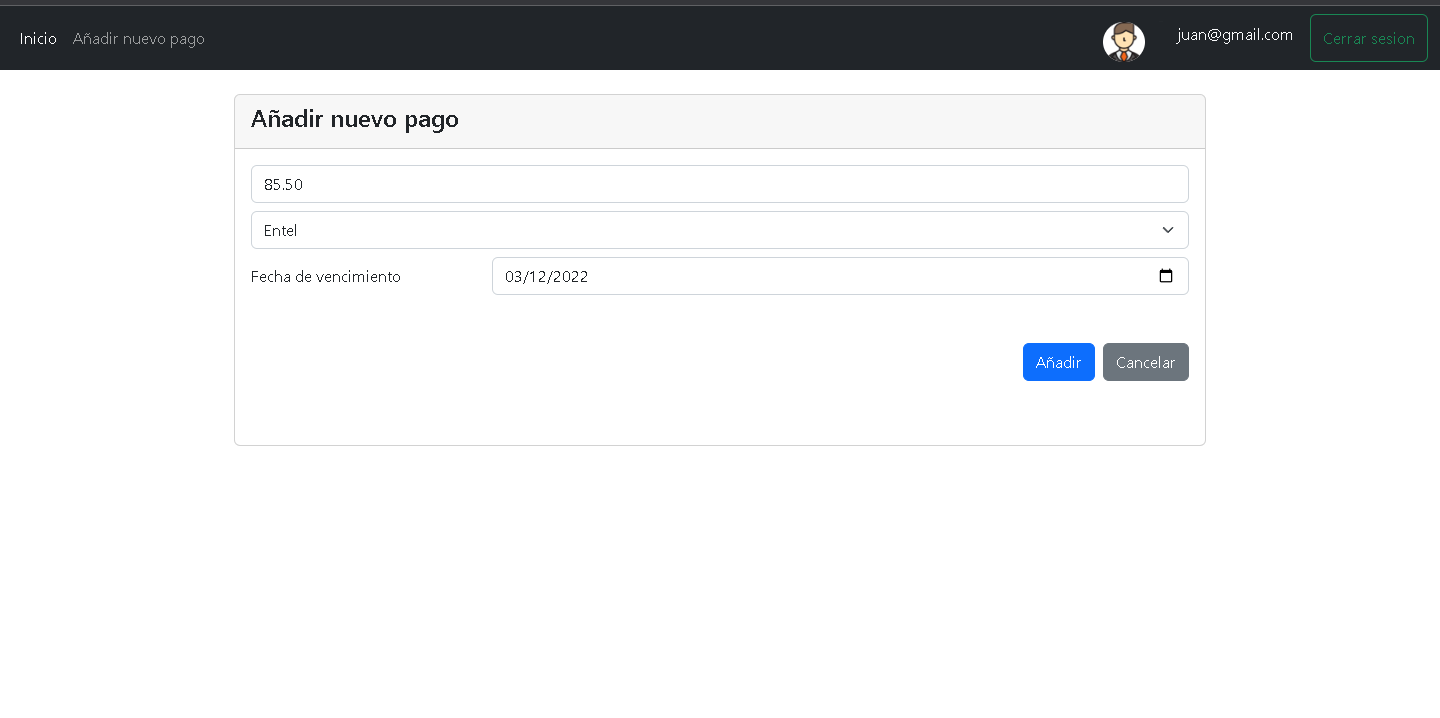 Inicio Añadir nuevo pago juan@gmail.com Cerrar sesion
Añadir nuevo pago
85.50
Entel
Fecha de vencimiento 03/12/2022
Añadir Cancelar